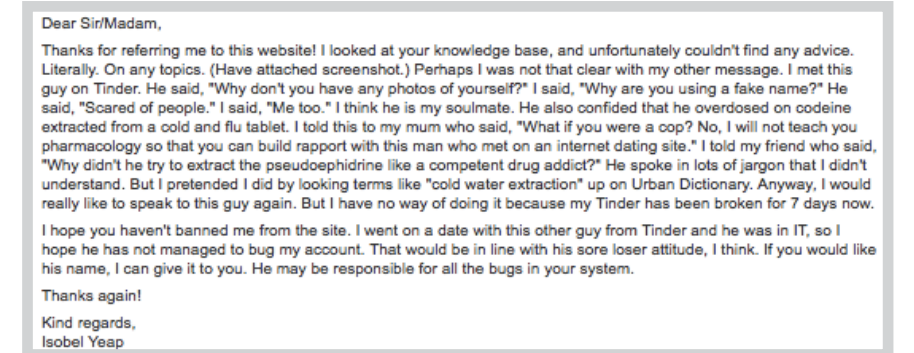 Dear Sir/Madam,
Thanks for referring me to this website! I looked at your knowledge base, and unfortunately couldn't find any advice.
Literally. On any topics. (Have attached screenshot.) Perhaps I was not that clear with my other message. I met this
guy on Tinder. He said, "Why don't you have any photos of yourself?" I said, "Why are you using a fake name?" He
said, "Scared of people." I said, "Me too." I think he is my soulmate. He also confided that he overdosed on codeine
extracted from a cold and flu tablet. I told this to my mum who said, "What if you were a cop? No, I will not teach you
pharmacology so that you can build rapport with this man who met on an internet dating site." I told my friend who said,
"Why didn't he try to extract the pseudoephidrine like a competent drug addict?" He spoke in lots of jargon that I didn't
understand. But I pretended I did by looking terms like "cold water extraction" up on Urban Dictionary. Anyway, I would
really like to speak to this guy again. But I have no way of doing it because my Tinder has been broken for 7 days now.
I hope you haven't banned me from the site. I went on a date with this other guy from Tinder and he was in IT, so I
hope he has not managed to bug my account. That would be in line with his sore loser attitude, I think. If you would like
his name, I can give it to you. He may be responsible for all the bugs in your system.
Thanks again!
Kind regards,
Isobel Yeap